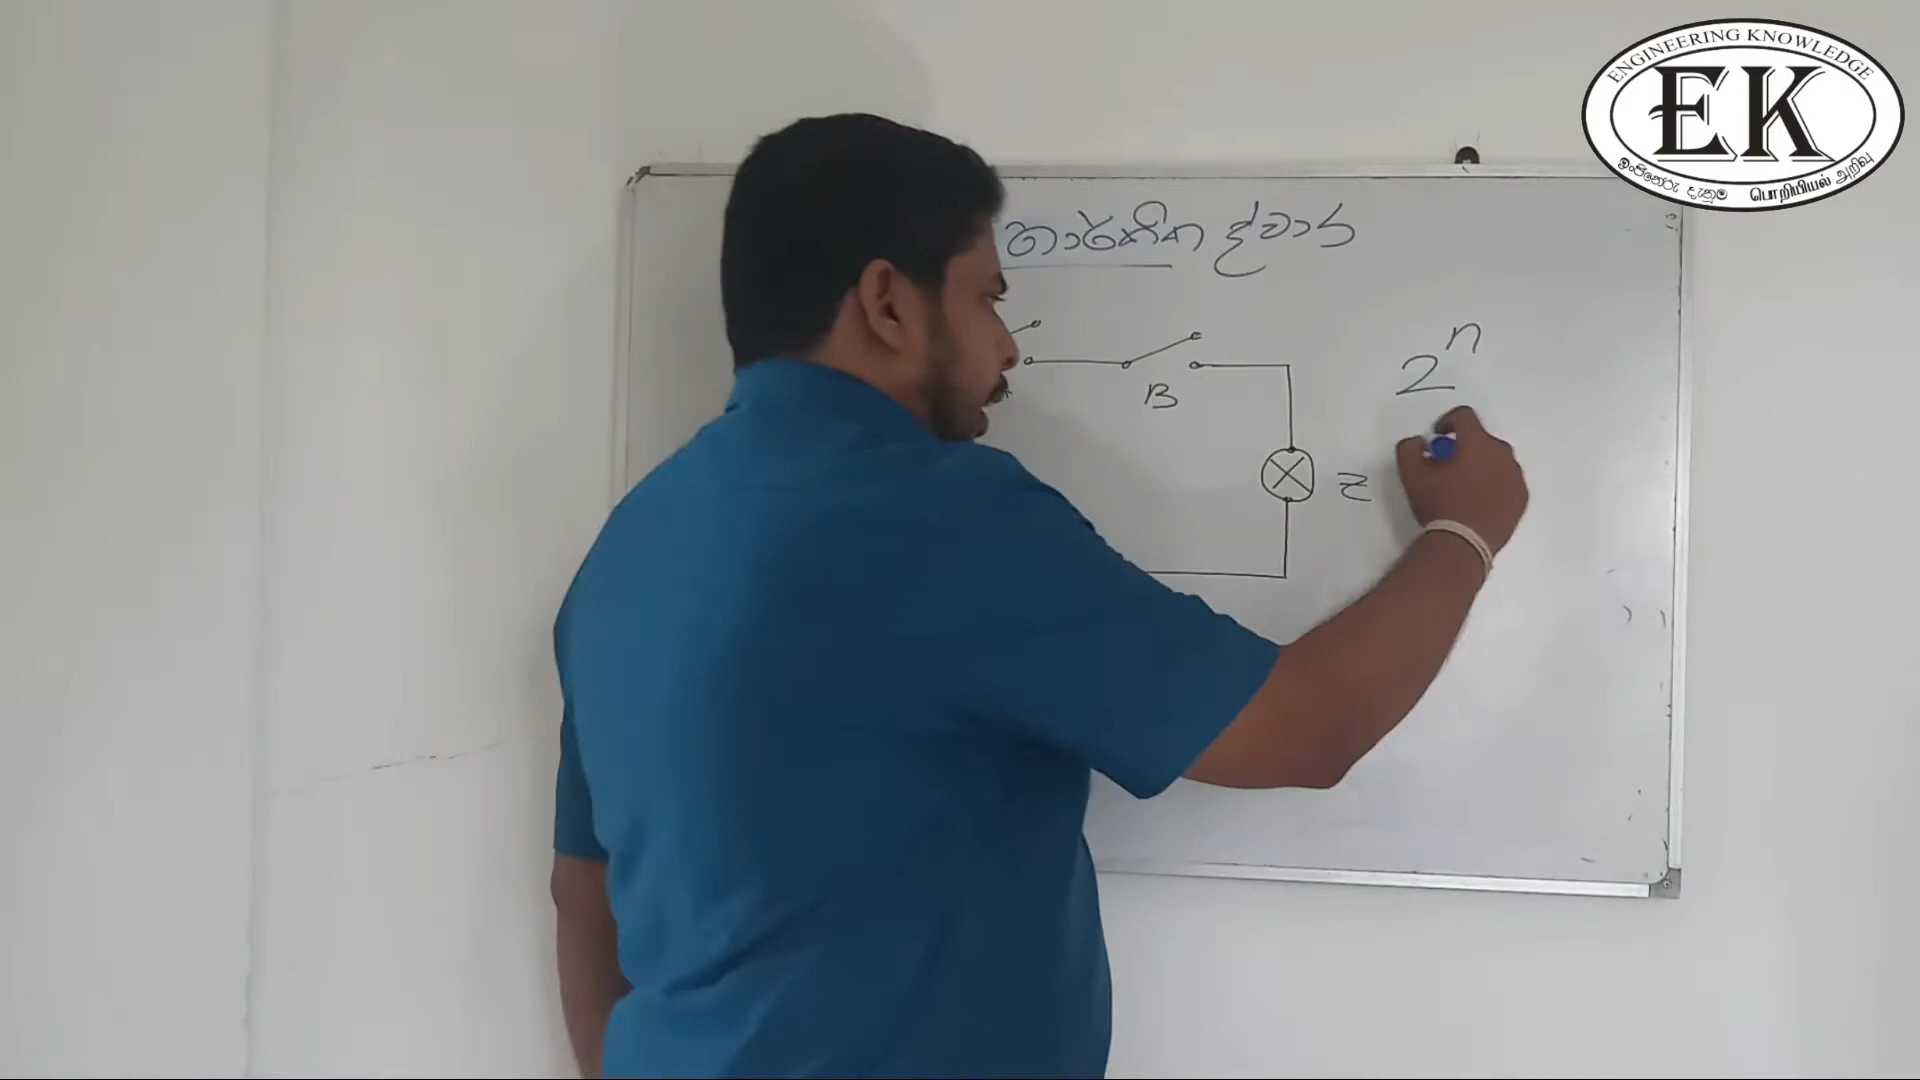 ENGINEERING KNOWLEDGE
EK
ඉංජිනේරු දැනුම பொறியியல் அறிவு
තාර්කික ද්වාර
2ⁿ
B
Z